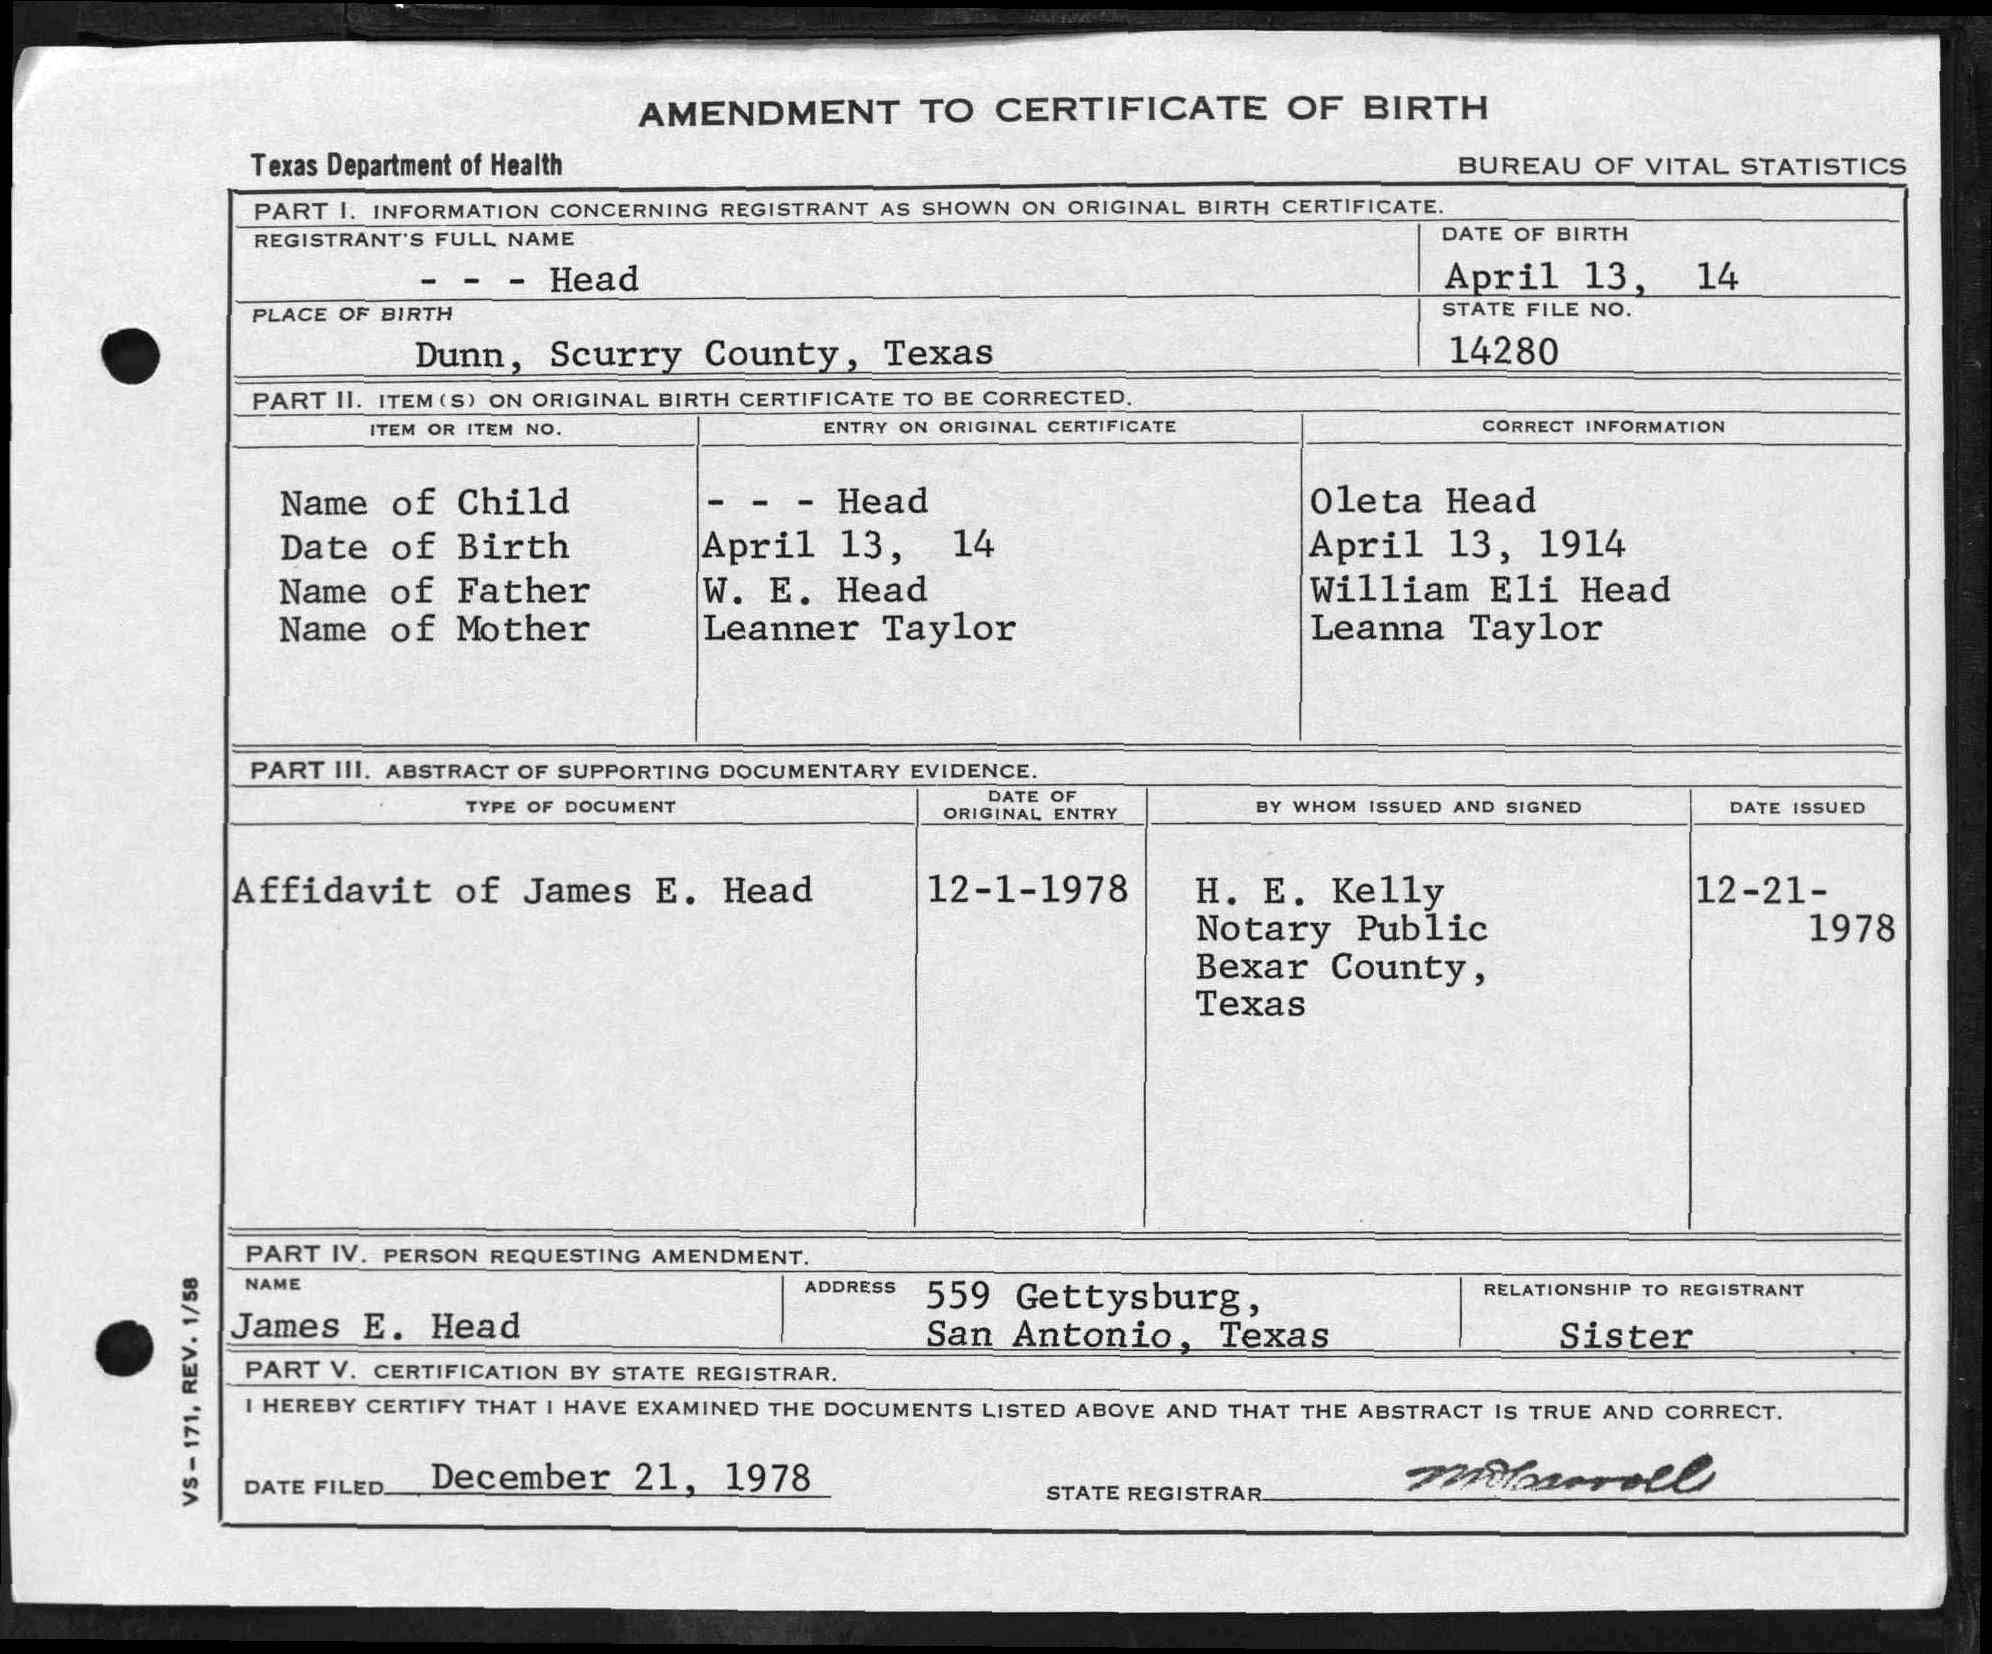 AMENDMENT TO CERTIFICATE OF BIRTH
Texas Department of Health BUREAU OF VITAL STATISTICS
PART I. INFORMATION CONCERNING REGISTRANT AS SHOWN ON ORIGINAL BIRTH CERTIFICATE.
REGISTRANT'S FULL NAME DATE OF BIRTH
- - - Head April 13, 14
PLACE OF BIRTH STATE FILE NO.
Dunn, Scurry County, Texas 14280
PART II. ITEM(S) ON ORIGINAL BIRTH CERTIFICATE TO BE CORRECTED.
ITEM OR ITEM NO. ENTRY ON ORIGINAL CERTIFICATE CORRECT INFORMATION
Name of Child - - - Head Oleta Head
Date of Birth April 13, 14 April 13, 1914
Name of Father W. E. Head William Eli Head
Name of Mother Leanner Taylor Leanna Taylor
PART III. ABSTRACT OF SUPPORTING DOCUMENTARY EVIDENCE.
TYPE OF DOCUMENT DATE OF ORIGINAL ENTRY BY WHOM ISSUED AND SIGNED DATE ISSUED
Affidavit of James E. Head 12-1-1978 H. E. Kelly 12-21-
Notary Public 1978
Bexar County,
Texas
PART IV. PERSON REQUESTING AMENDMENT.
NAME ADDRESS 559 Gettysburg, RELATIONSHIP TO REGISTRANT
James E. Head San Antonio, Texas Sister
PART V. CERTIFICATION BY STATE REGISTRAR.
I HEREBY CERTIFY THAT I HAVE EXAMINED THE DOCUMENTS LISTED ABOVE AND THAT THE ABSTRACT IS TRUE AND CORRECT.
DATE FILED December 21, 1978 STATE REGISTRAR
VS-171, REV. 1/58